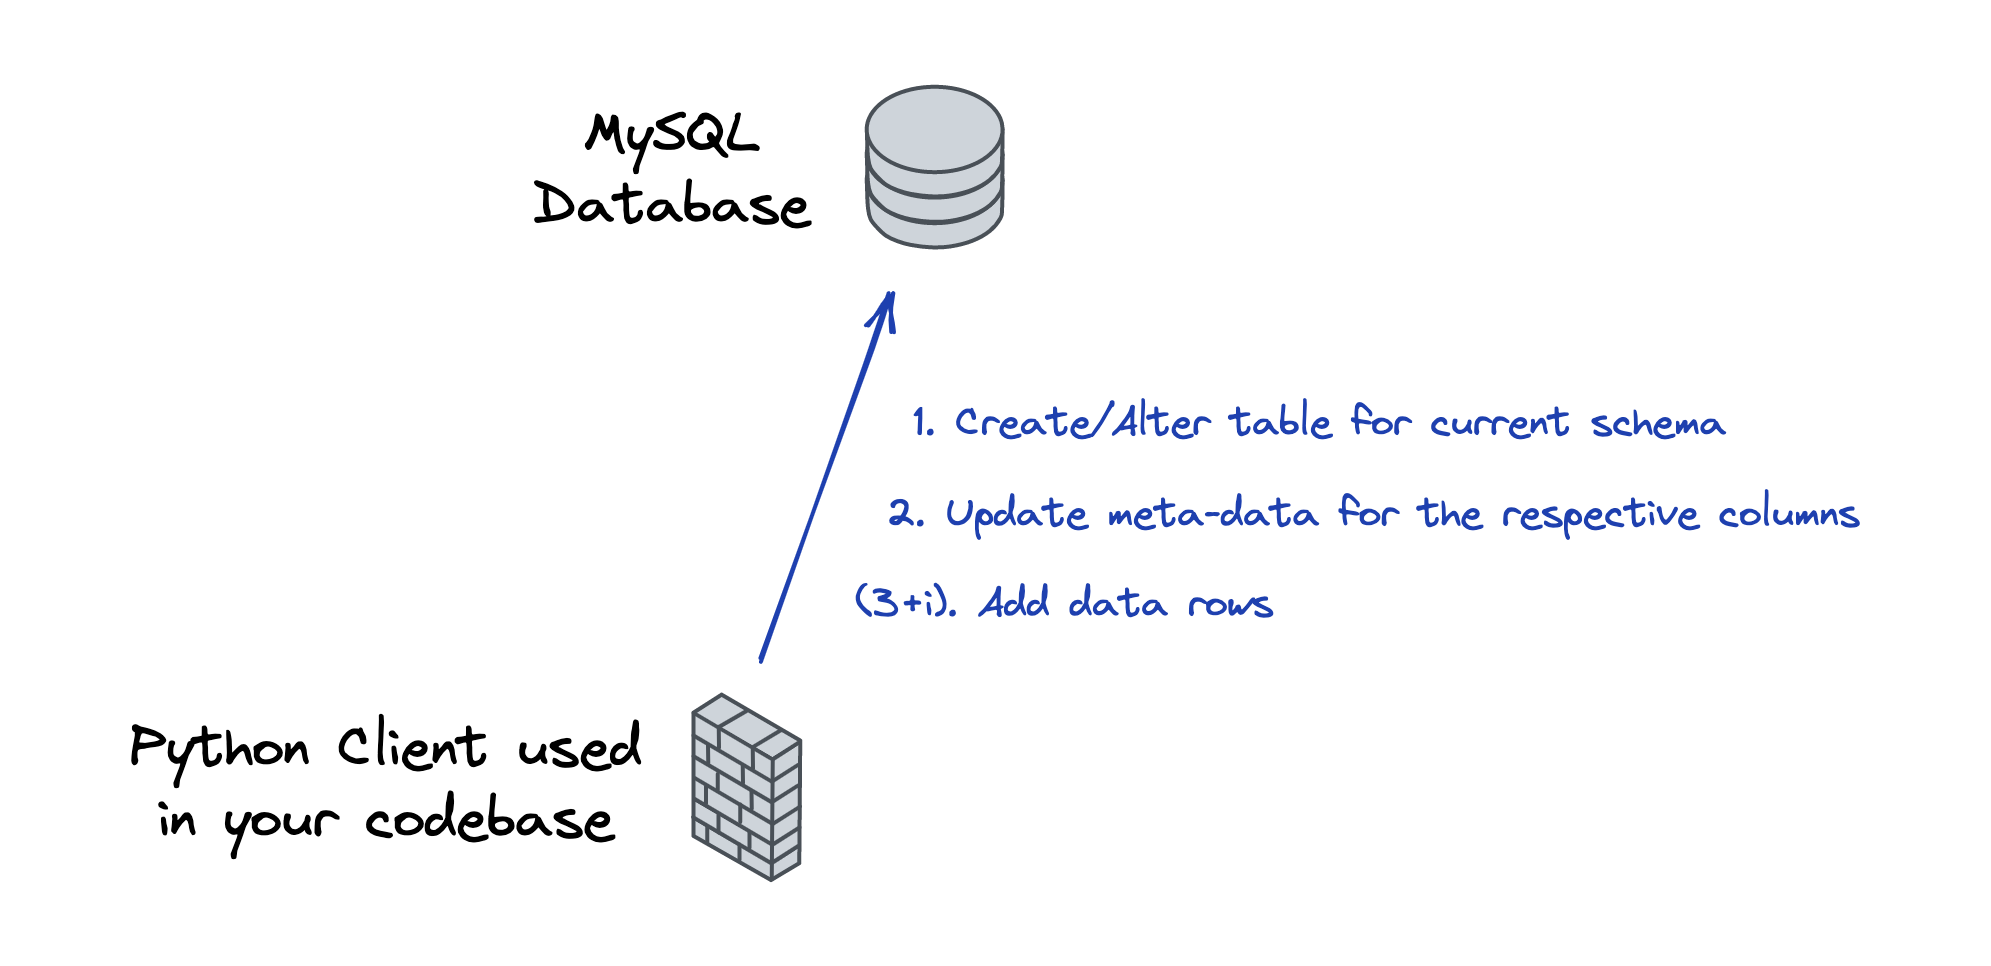 MySQL
Database
1. Create/Alter table for current schema
2. Update meta-data for the respective columns
(3+i). Add data rows
Python Client used
in your codebase